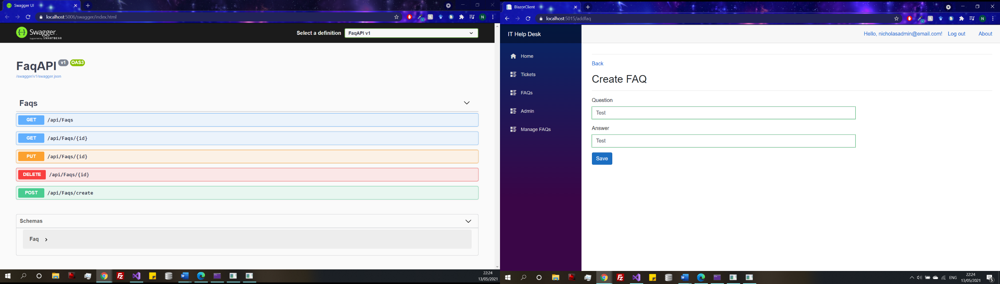 Swagger UI
localhost:5006/swagger/index.html
N
Swagger
Supported by SMARTBEAR
Select a definition
FaqAPI v1
FaqAPI v1 OAS3
/swagger/v1/swagger.json
Faqs
GET /api/Faqs
GET /api/Faqs/{id}
PUT /api/Faqs/{id}
DELETE /api/Faqs/{id}
POST /api/Faqs/create
Schemas
Faq
22:24
13/05/2021
BlazorClient
localhost:5015/addfaq
N
IT Help Desk
Hello, nicholasadmin@email.com! Log out About
Home
Tickets
FAQs
Admin
Manage FAQs
Back
Create FAQ
Question
Test
Answer
Test
Save
ENG
22:24
13/05/2021
5